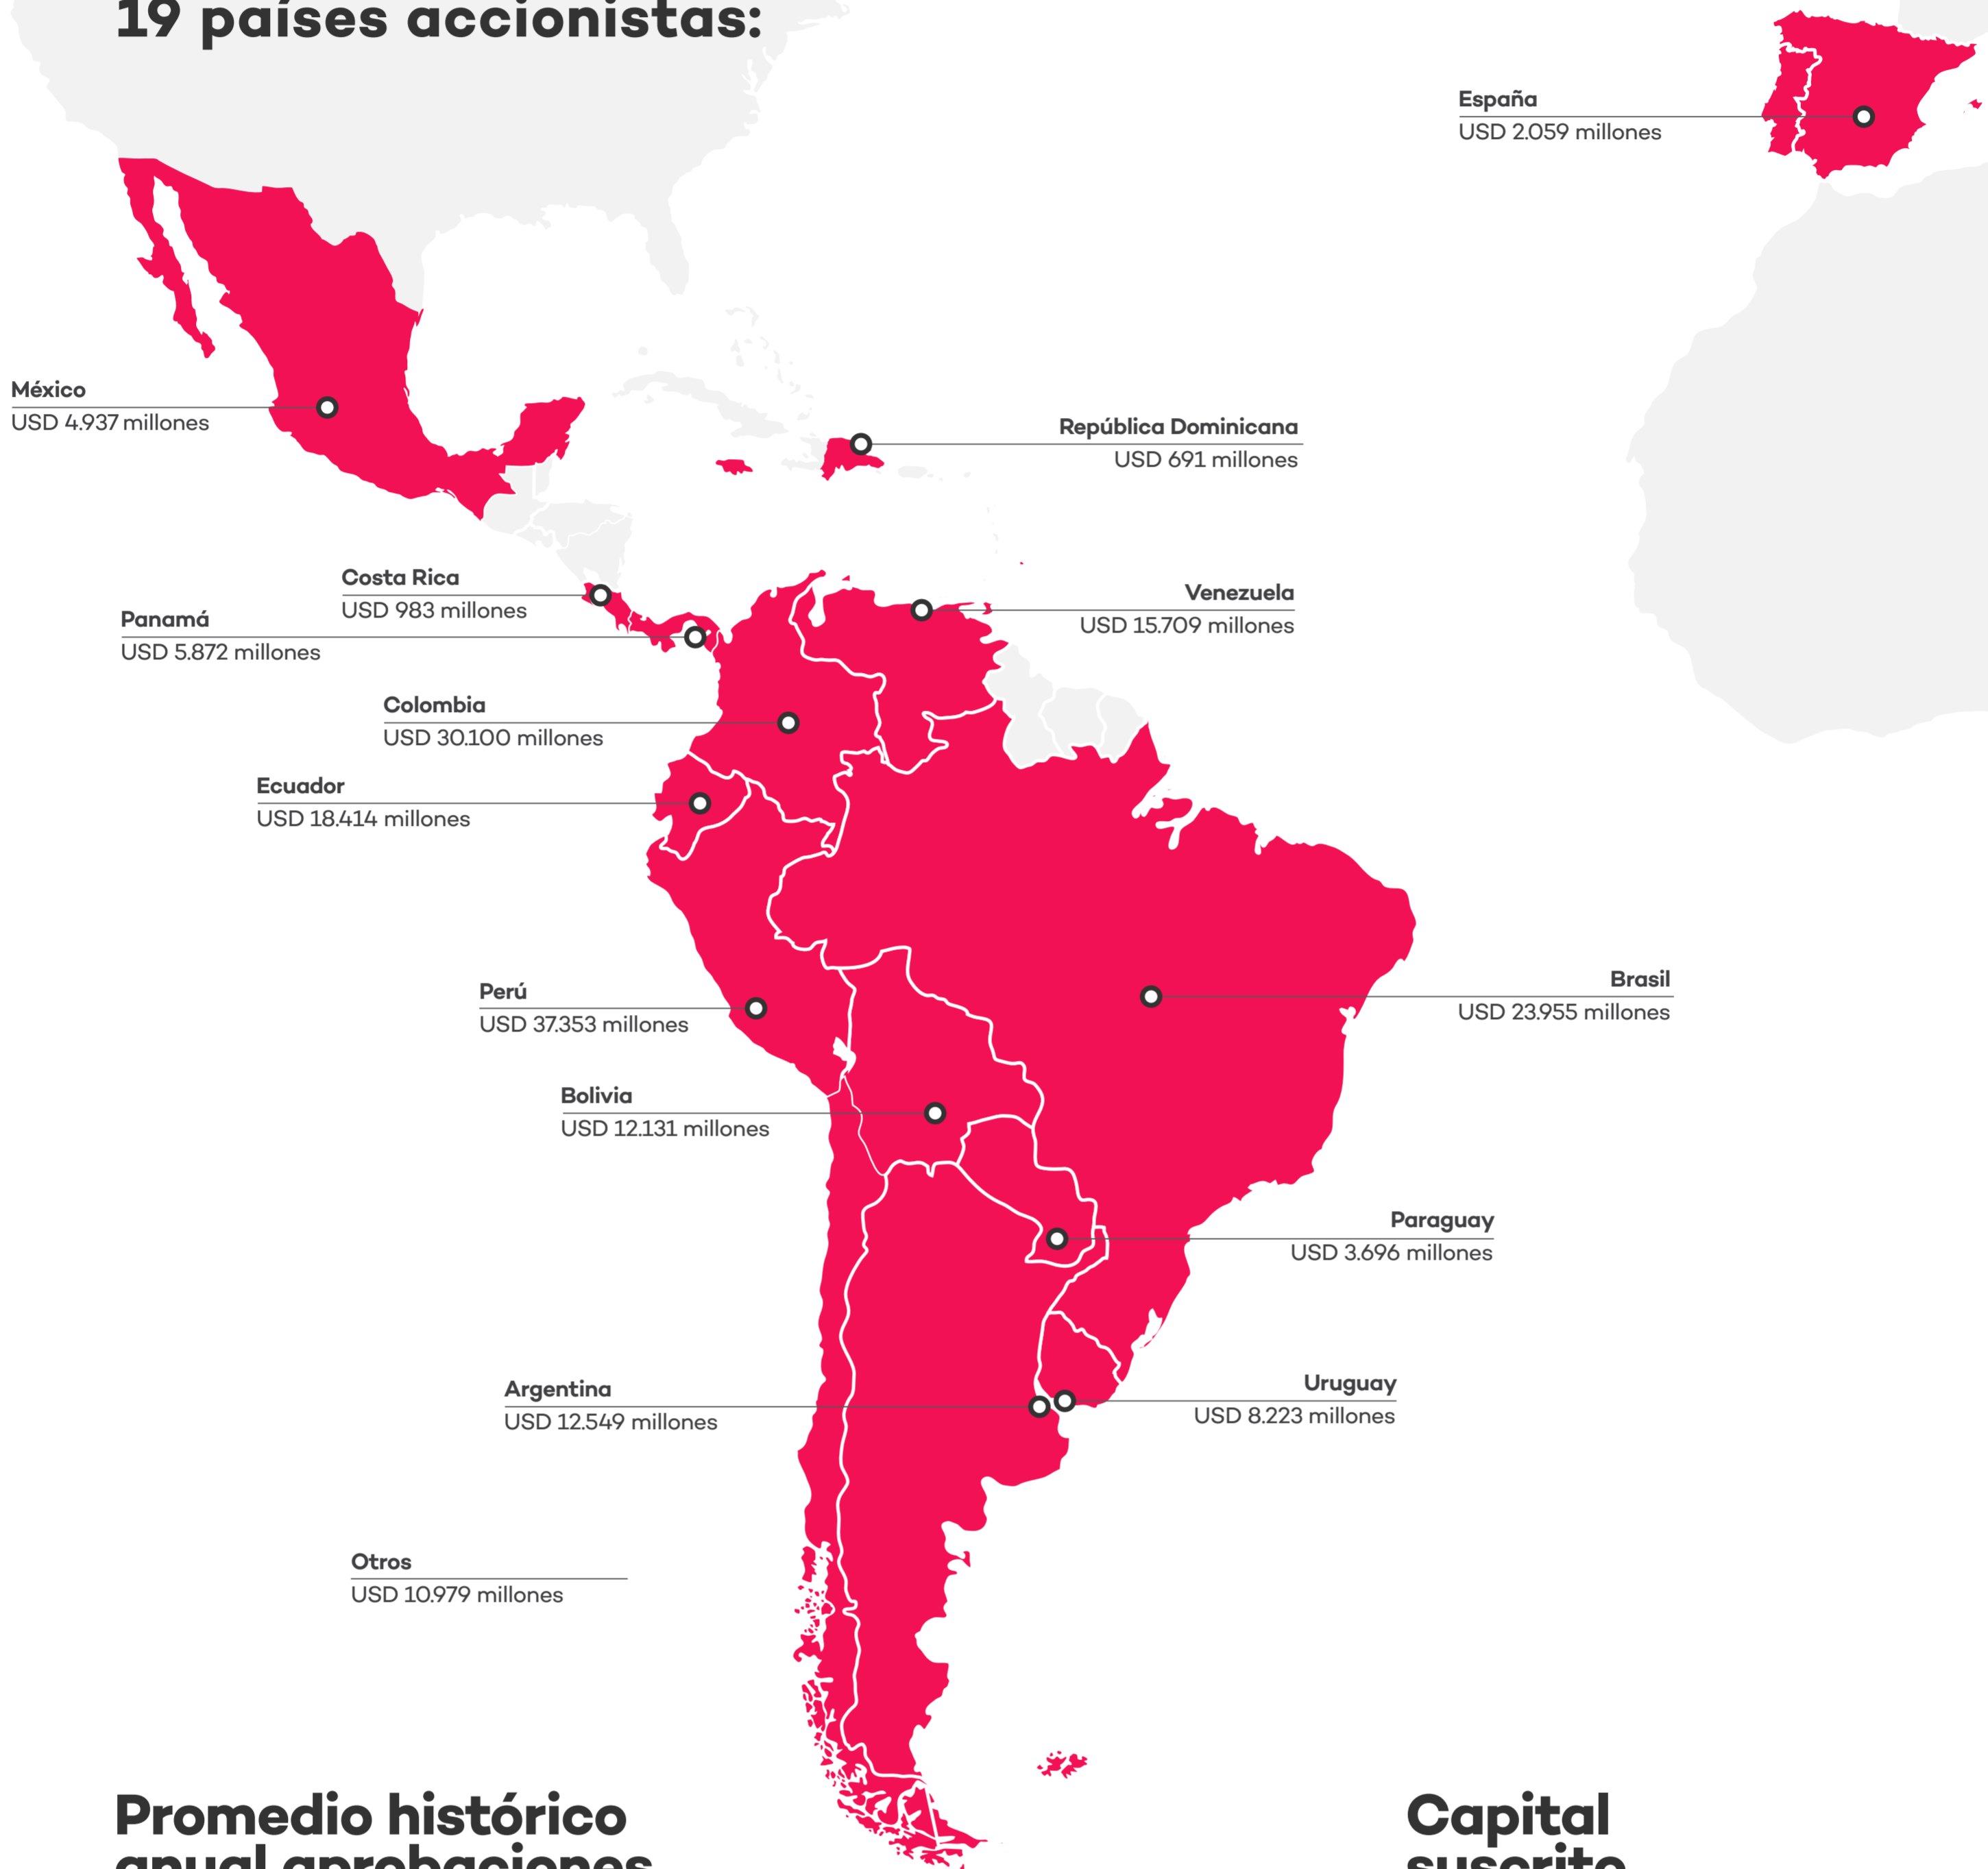 19 países accionistas:
España
USD 2.059 millones
México
USD 4.937 millones
República Dominicana
USD 691 millones
Costa Rica
USD 983 millones
Venezuela
USD 15.709 millones
Panamá
USD 5.872 millones
Colombia
USD 30.100 millones
Ecuador
USD 18.414 millones
Brasil
USD 23.955 millones
Perú
USD 37.353 millones
Bolivia
USD 12.131 millones
Paraguay
USD 3.696 millones
Uruguay
USD 8.223 millones
Argentina
USD 12.549 millones
Otros
USD 10.979 millones
Promedio histórico
anual aprobaciones
Capital
suscrito